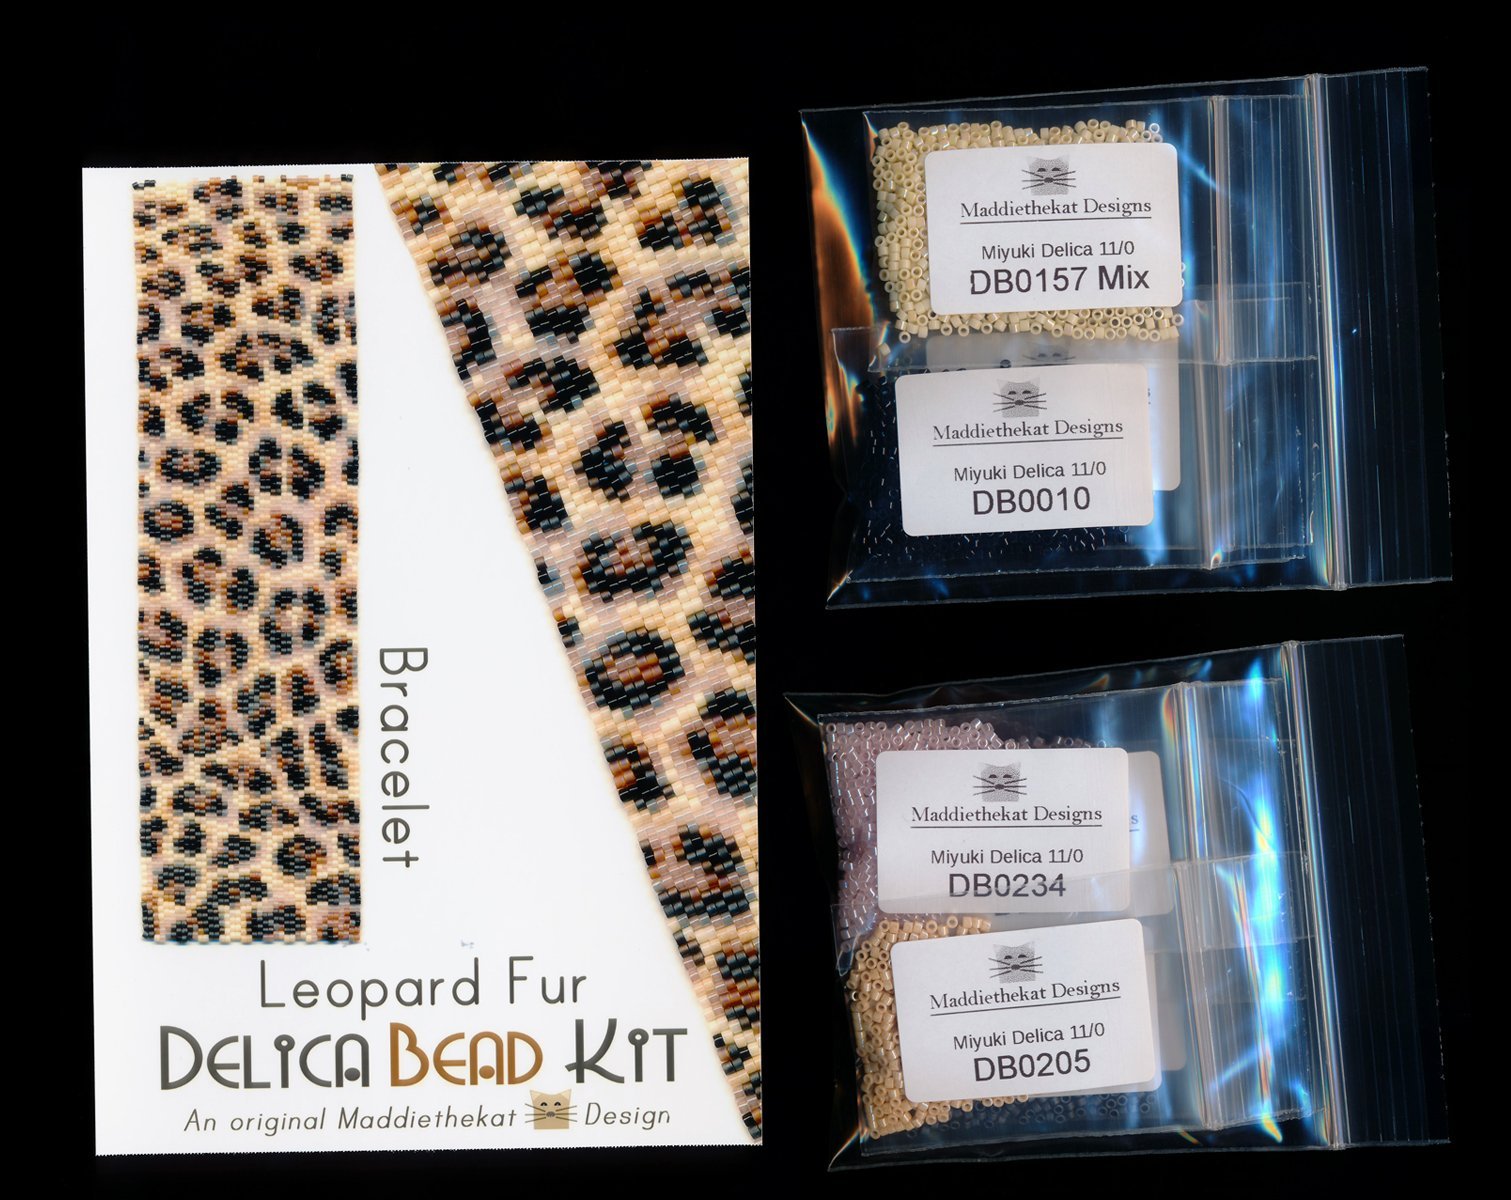 Bracelet
Leopard Fur
DELICA BEAD KIT
An original Maddiethekat Design
Maddiethekat Designs
Miyuki Delica 11/0
DB0157 Mix
Maddiethekat Designs
Miyuki Delica 11/0
DB0010
Maddiethekat Designs
Miyuki Delica 11/0
DB0234
Maddiethekat Designs
Miyuki Delica 11/0
DB0205